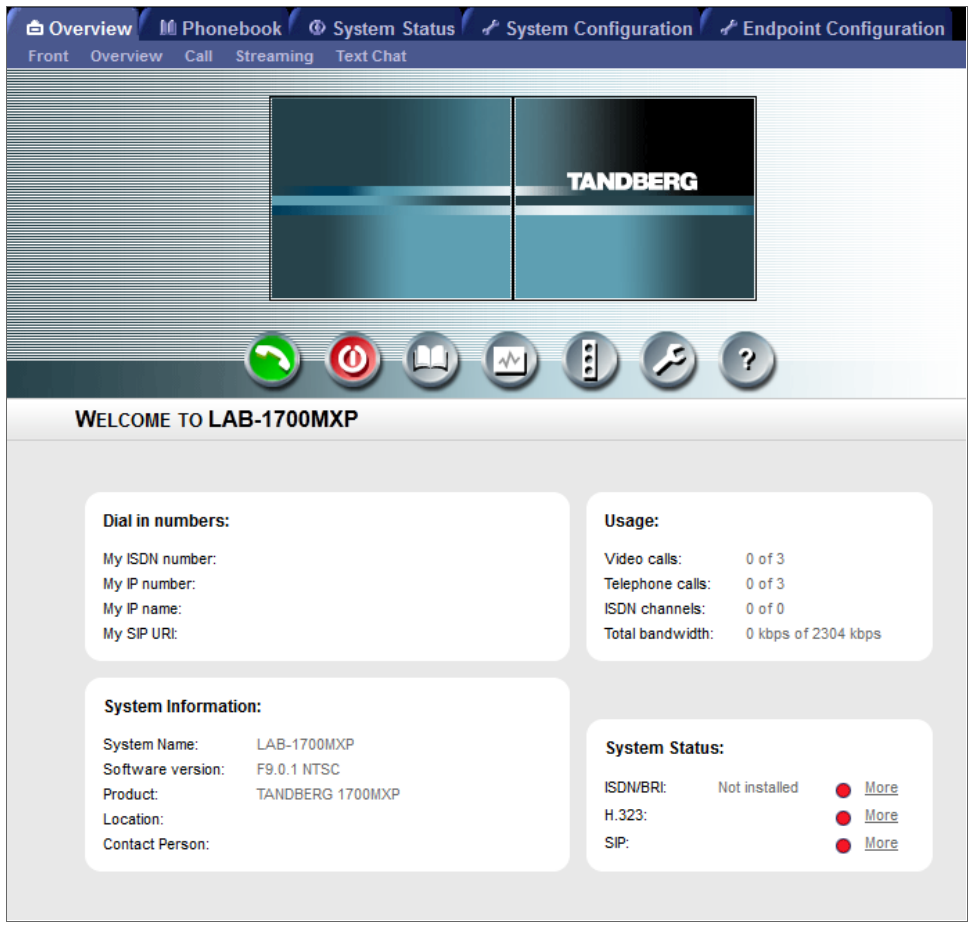 Overview Phonebook System Status System Configuration Endpoint Configuration
Front Overview Call Streaming Text Chat
TANDBERG
?
WELCOME TO LAB-1700MXP
Dial in numbers:
My ISDN number:
My IP number:
My IP name:
My SIP URI:
Usage:
Video calls: 0 of 3
Telephone calls: 0 of 3
ISDN channels: 0 of 0
Total bandwidth: 0 kbps of 2304 kbps
System Information:
System Name: LAB-1700MXP
Software version: F9.0.1 NTSC
Product: TANDBERG 1700MXP
Location:
Contact Person:
System Status:
ISDN/BRI: Not installed More
H.323: More
SIP: More